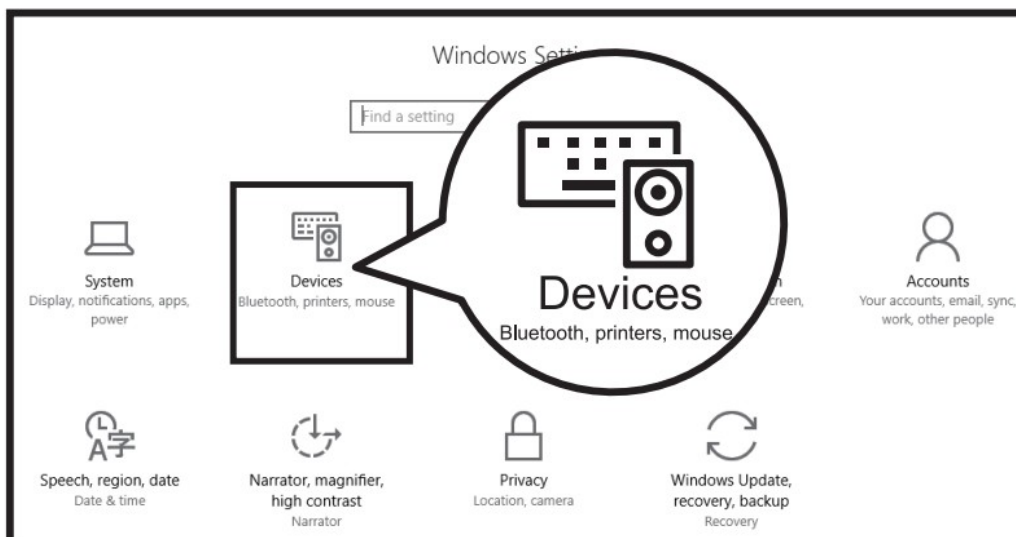 Windows
Find a setting
Devices
Bluetooth, printers, mouse
System
Display, notifications, apps,
power
Devices
Bluetooth, printers, mouse
Accounts
Your accounts, email, sync,
work, other people
Speech, region, date
Date & time
Narrator, magnifier,
high contrast
Narrator
Privacy
Location, camera
Windows Update,
recovery, backup
Recovery
A字